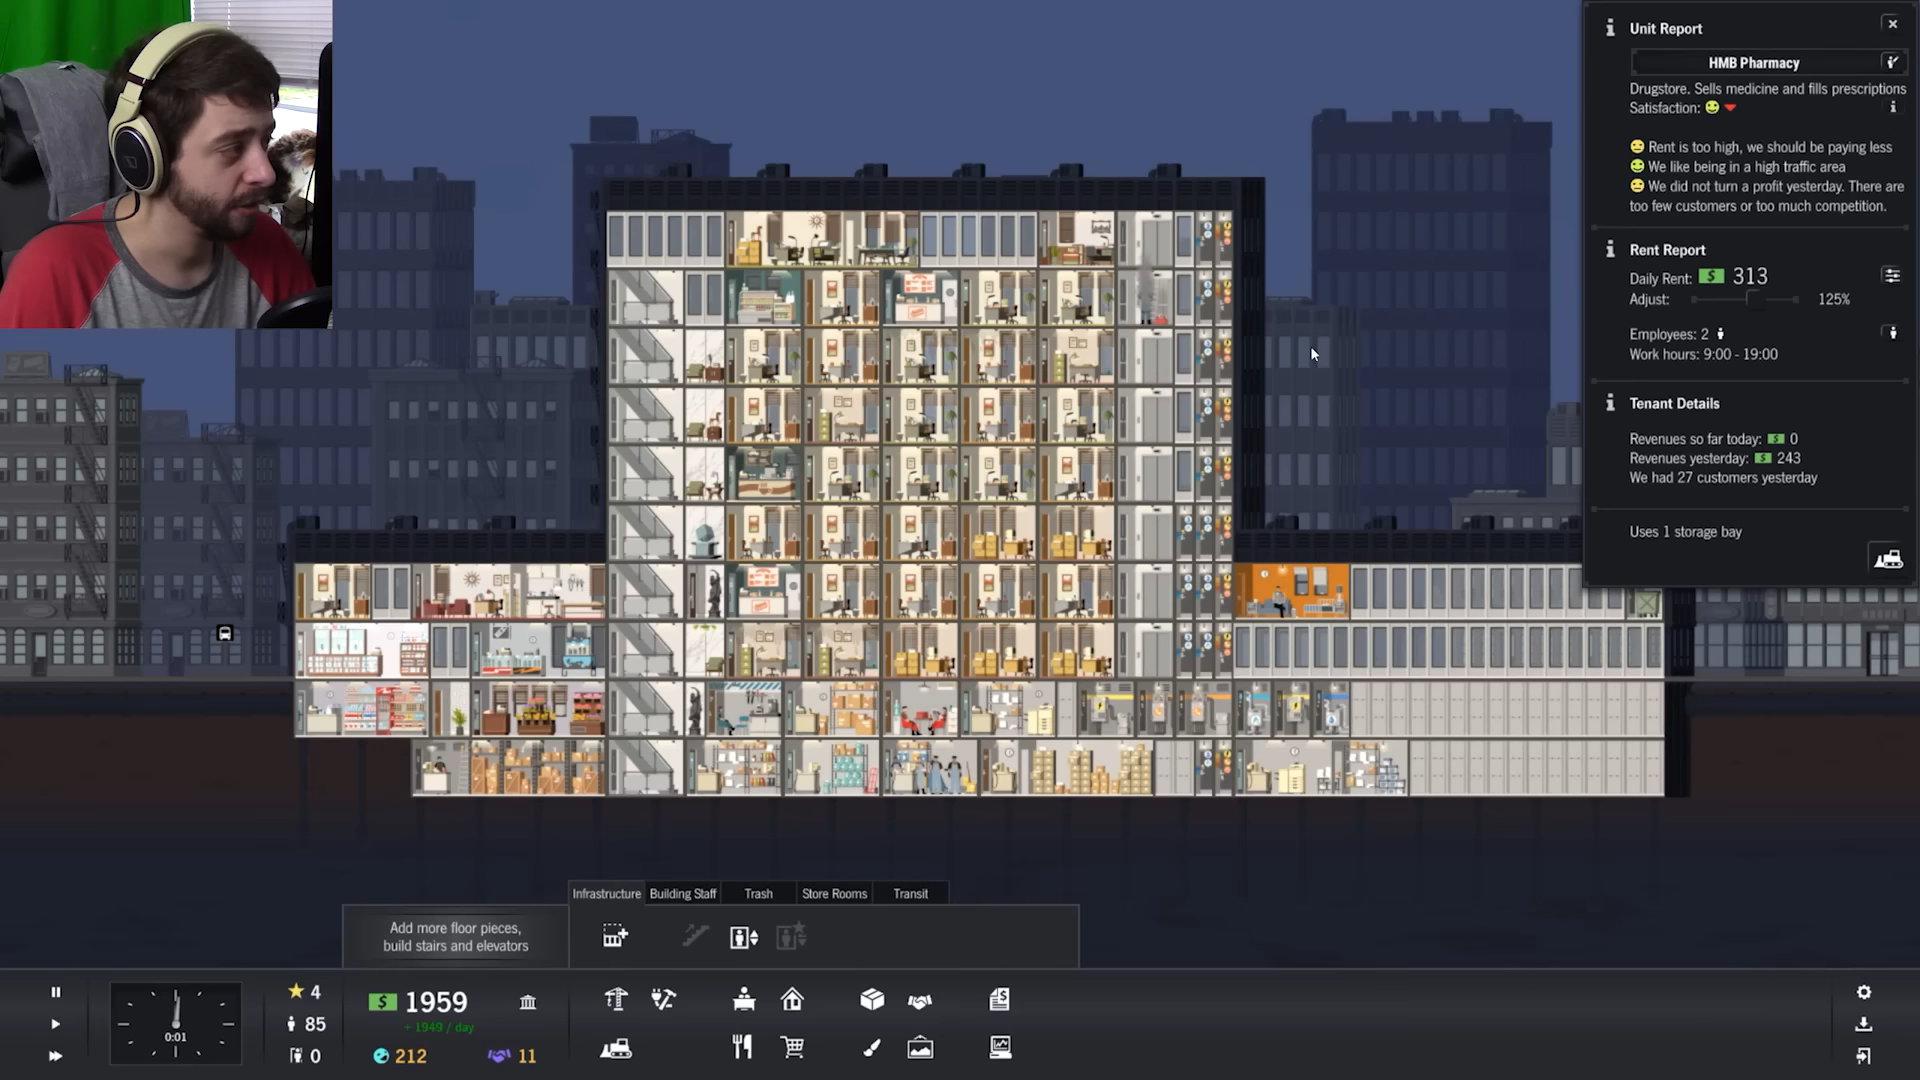 Unit Report
HMB Pharmacy
Drugstore. Sells medicine and fills prescriptions
Satisfaction:
Rent is too high, we should be paying less
We like being in a high traffic area
We did not turn a profit yesterday. There are
too few customers or too much competition.
Rent Report
Daily Rent: $ 313
Adjust: 125%
Employees: 2
Work hours: 9:00 - 19:00
Tenant Details
Revenues so far today: $ 0
Revenues yesterday: $ 243
We had 27 customers yesterday
Uses 1 storage bay
Infrastructure
Building Staff
Trash
Store Rooms
Transit
Add more floor pieces,
build stairs and elevators
0:01
4
85
0
$ 1959
+ 1949 / day
212
11